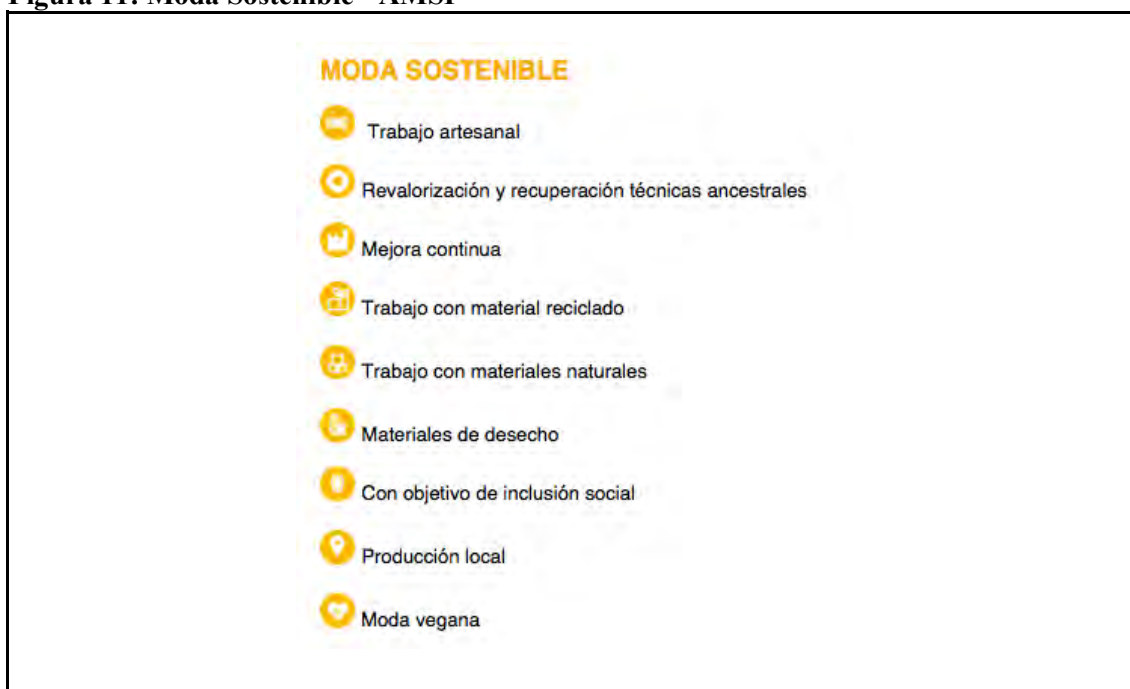 Figura 11: Moda Sostenible - AMSP
MODA SOSTENIBLE
Trabajo artesanal
Revalorización y recuperación técnicas ancestrales
Mejora continua
Trabajo con material reciclado
Trabajo con materiales naturales
Materiales de desecho
Con objetivo de inclusión social
Producción local
Moda vegana